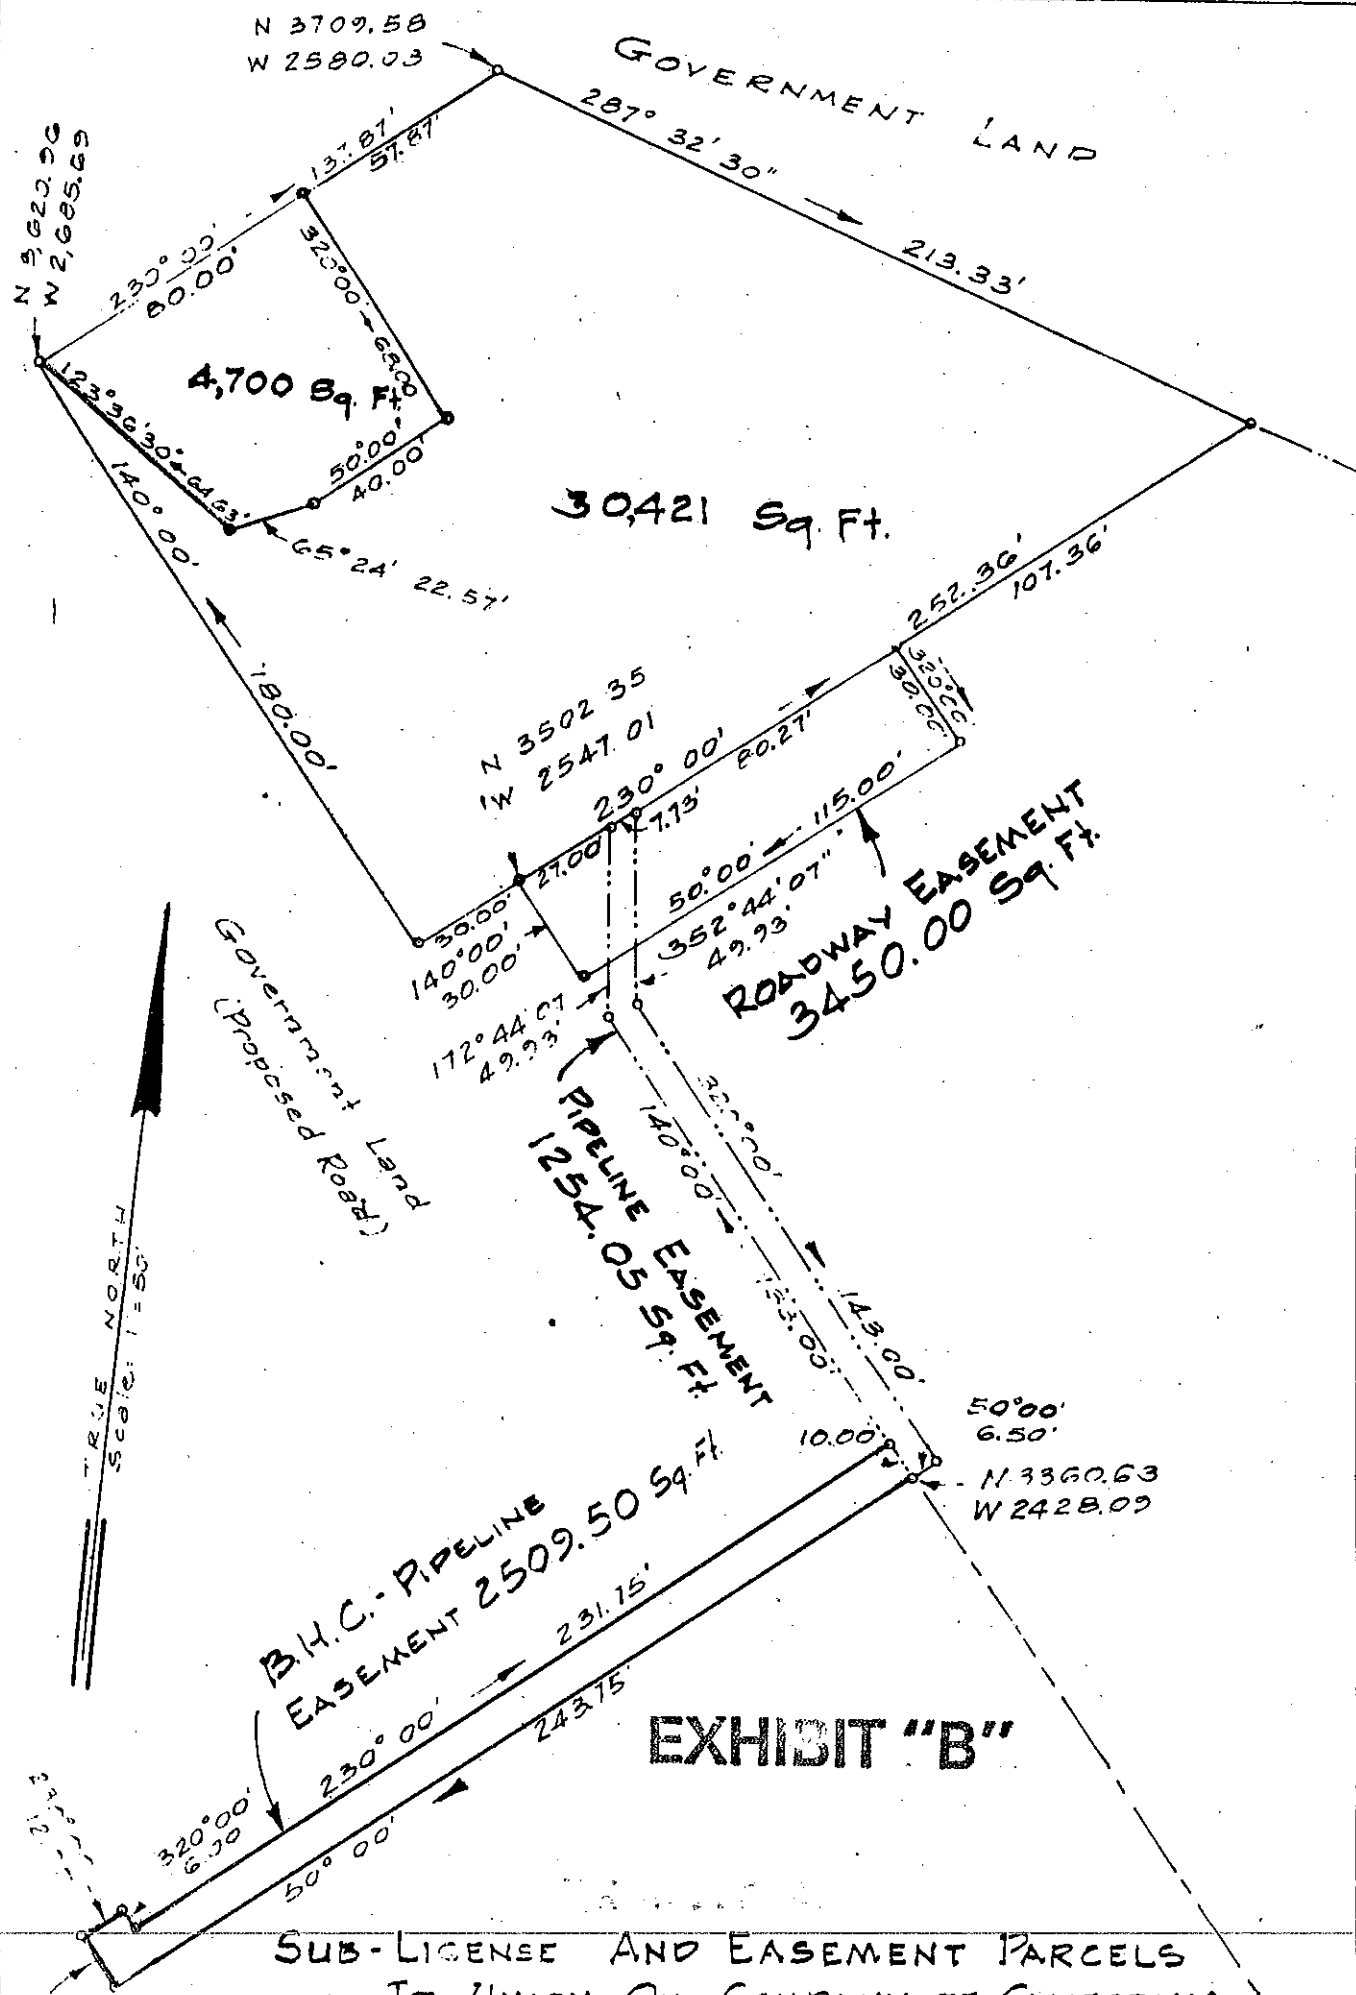 N 3709.58
W 2580.03
GOVERNMENT LAND
287° 32' 30"
213.33'
137.87'
57.87'
W 2,685.69
230° 00'
80.00'
320°00'
68.00
4,700 Sq. Ft.
123°36'30"
64.63'
50°00'
40.00'
65°24' 22.57'
140°00'
180.00'
30,421 Sq. Ft.
252.36'
107.36'
320°00'
30.00'
N 3502 35
W 2547.01
230° 00'
80.27'
7.73'
27.00'
30.00'
140°00'
30.00'
50°00'
115.00'
352°44'07"
49.93'
172°44'07
49.93'
ROADWAY EASEMENT
3450.00 Sq. Ft.
Government Land
(Proposed Road)
PIPELINE EASEMENT
1254.05 Sq. Ft.
140°00'
143.00'
TRUE NORTH
Scale: 1"=50'
10.00'
50°00'
6.50'
N 3360.63
W 2428.09
B.H.C. - PIPELINE
EASEMENT 2509.50 Sq. Ft.
231.75'
230° 00'
243.75'
50° 00'
320°00'
EXHIBIT "B"
SUB-LICENSE AND EASEMENT PARCELS